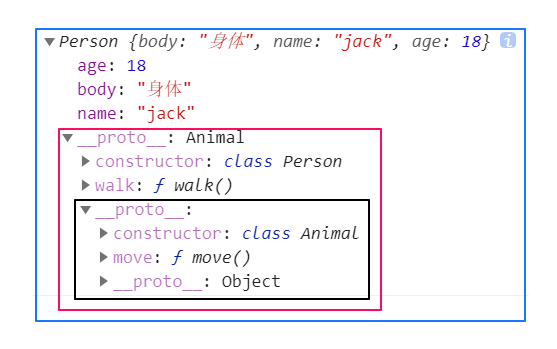 Person {body: "身体", name: "jack", age: 18} i
age: 18
body: "身体"
name: "jack"
__proto__: Animal
constructor: class Person
walk: ƒ walk()
__proto__:
constructor: class Animal
move: ƒ move()
__proto__: Object